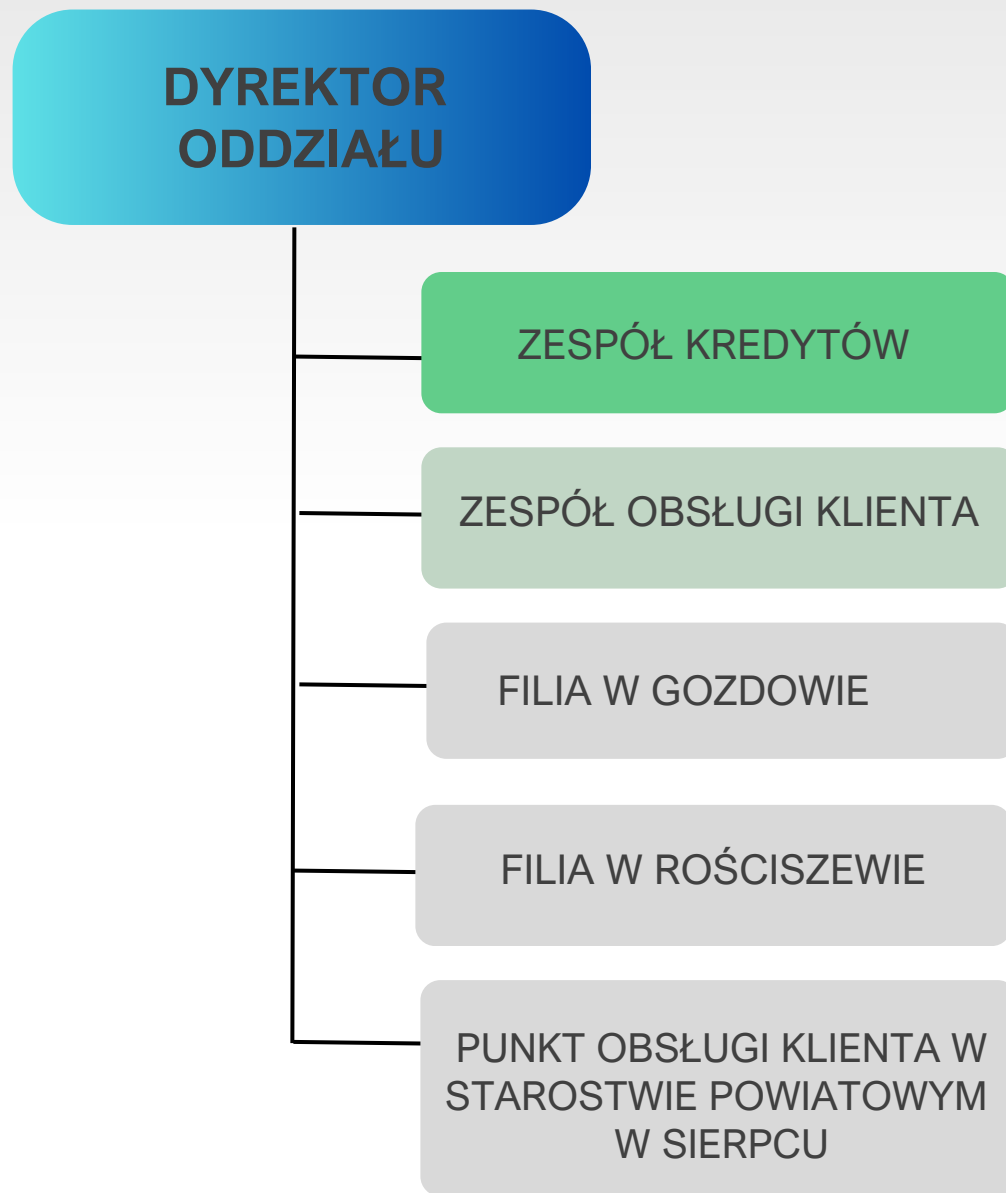 DYREKTOR
ODDZIAŁU
ZESPÓŁ KREDYTÓW
ZESPÓŁ OBSŁUGI KLIENTA
FILIA W GOZDOWIE
FILIA W ROŚCISZEWIE
PUNKT OBSŁUGI KLIENTA W
STAROSTWIE POWIATOWYM
W SIERPCU